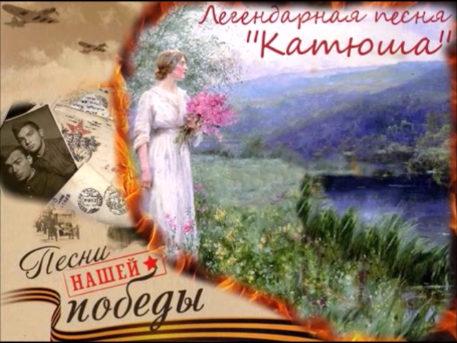 Легендарная песня
"Катюша"
Песни
НАШЕЙ
победы